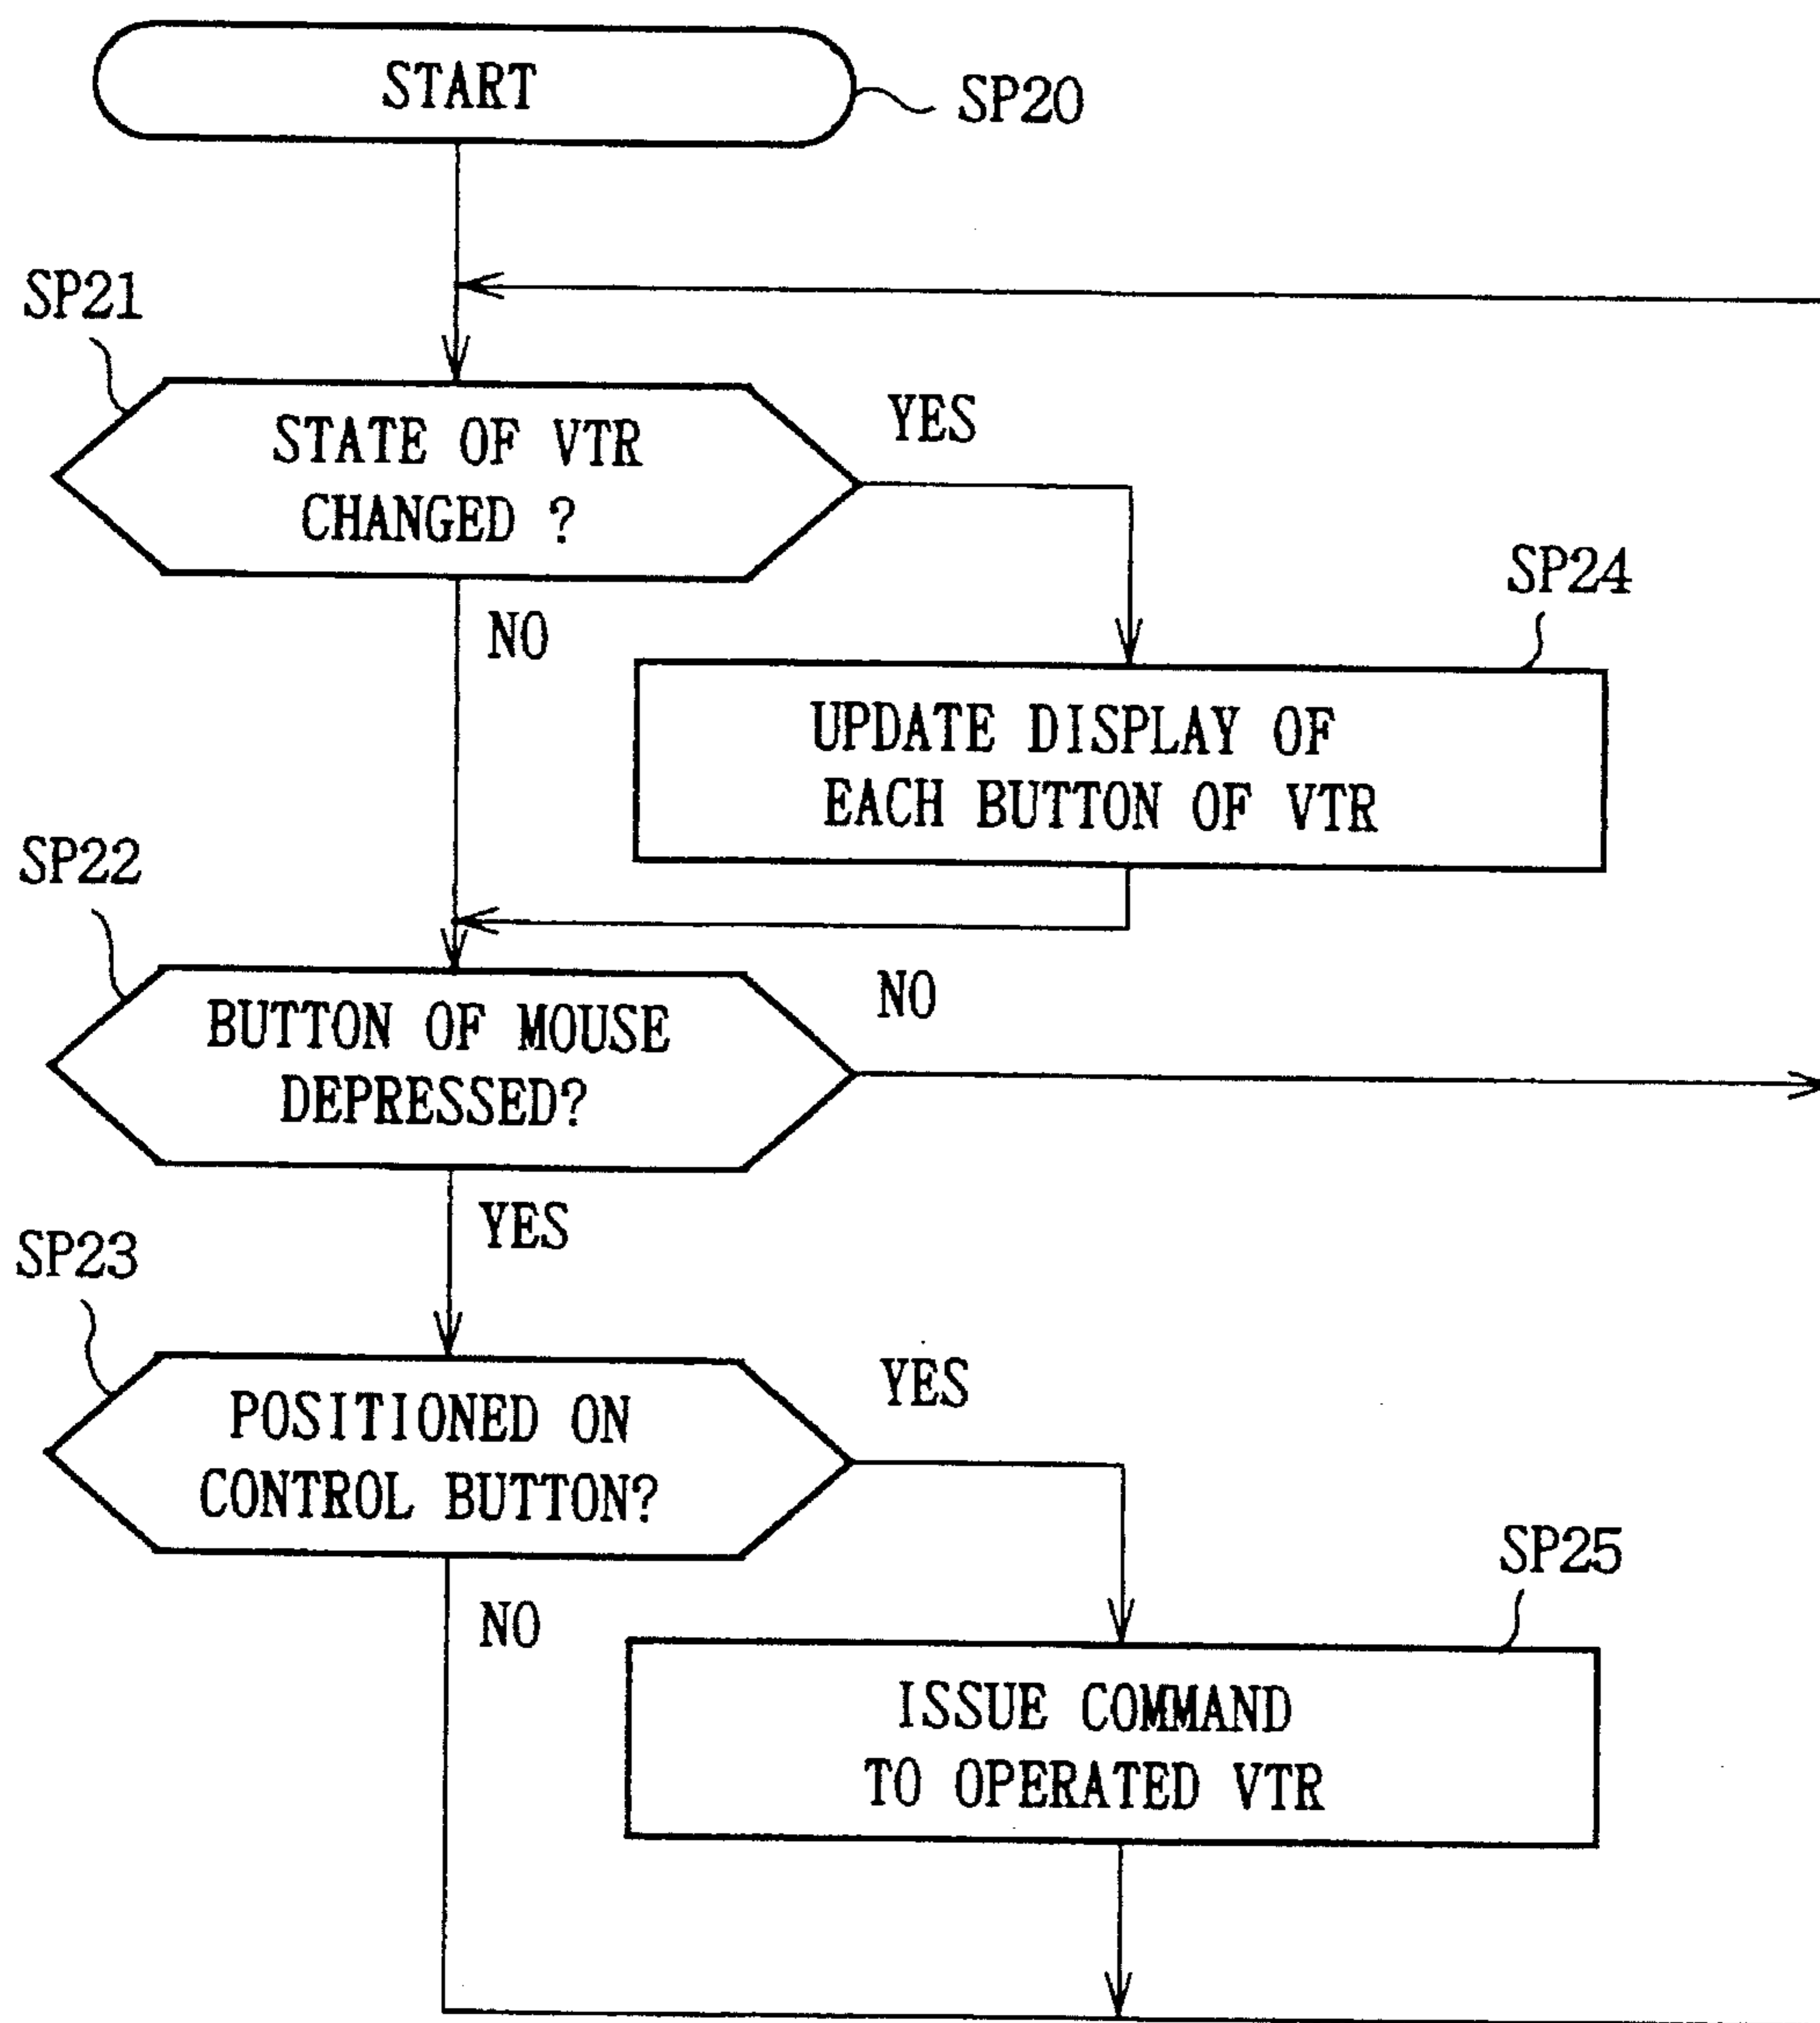 START
SP20
SP21
STATE OF VTR
CHANGED ?
YES
NO
SP24
UPDATE DISPLAY OF
EACH BUTTON OF VTR
SP22
BUTTON OF MOUSE
DEPRESSED?
NO
YES
SP23
POSITIONED ON
CONTROL BUTTON?
YES
NO
SP25
ISSUE COMMAND
TO OPERATED VTR